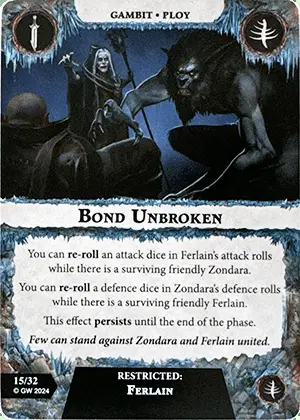 GAMBIT • PLOY
BOND UNBROKEN
You can re-roll an attack dice in Ferlain's attack rolls
while there is a surviving friendly Zondara.
You can re-roll a defence dice in Zondara's defence rolls
while there is a surviving friendly Ferlain.
This effect persists until the end of the phase.
Few can stand against Zondara and Ferlain united.
15/32
© GW 2024
RESTRICTED:
FERLAIN